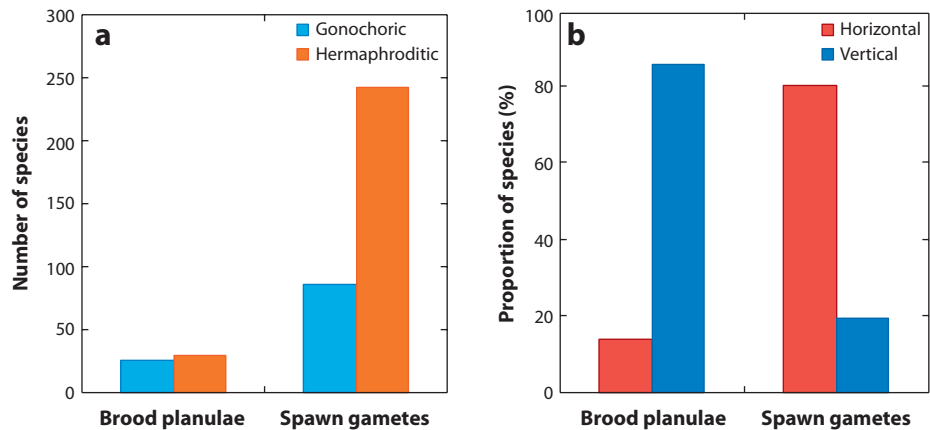 a
Gonochoric
Hermaphroditic
Number of species
300
250
200
150
100
50
0
Brood planulae
Spawn gametes
b
Horizontal
Vertical
Proportion of species (%)
100
80
60
40
20
0
Brood planulae
Spawn gametes